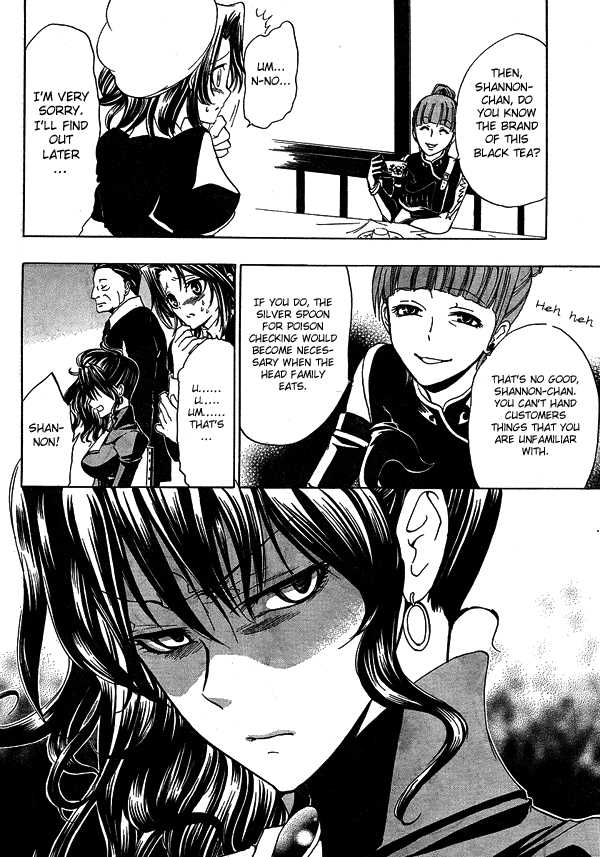 THEN,
SHANNON-
CHAN, DO
YOU KNOW
THE BRAND
OF THIS
BLACK TEA?
UM...
N-NO...
I'M VERY
SORRY.
I'LL FIND
OUT
LATER
...
Heh heh
THAT'S NO GOOD,
SHANNON-CHAN.
YOU CAN'T HAND
CUSTOMERS
THINGS THAT
YOU ARE UNFAMILIAR
WITH.
IF YOU DO, THE
SILVER SPOON
FOR POISON
CHECKING WOULD
BECOME NECES-
SARY WHEN THE
HEAD FAMILY
EATS.
U......
U....
UM......
THAT'S
...
SHAN-
NON!